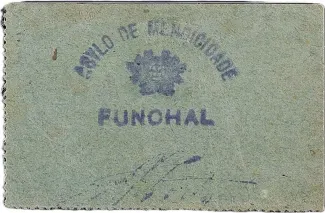 ASYLO DE MENDICIDADE
FUNCHAL